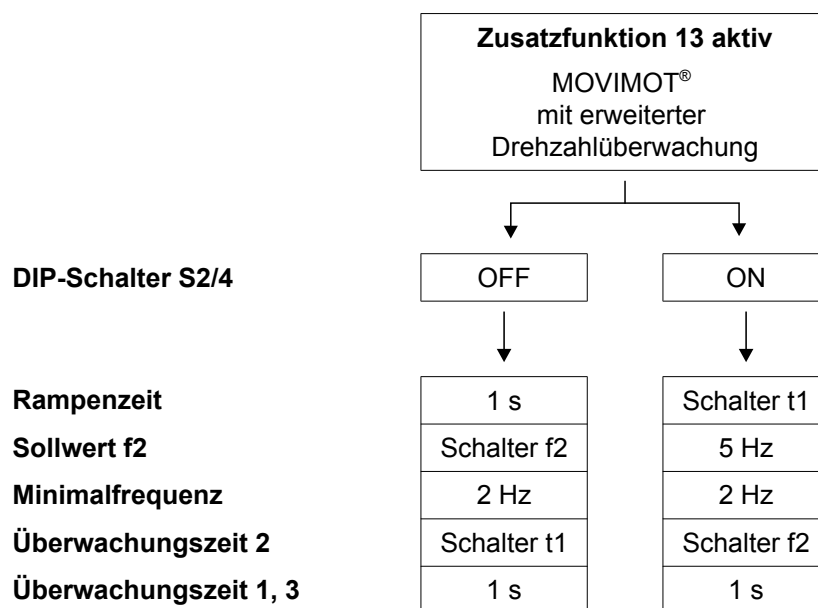 Zusatzfunktion 13 aktiv
MOVIMOT®
mit erweiterter
Drehzahlüberwachung
DIP-Schalter S2/4 OFF ON
Rampenzeit 1 s Schalter t1
Sollwert f2 Schalter f2 5 Hz
Minimalfrequenz 2 Hz 2 Hz
Überwachungszeit 2 Schalter t1 Schalter f2
Überwachungszeit 1, 3 1 s 1 s